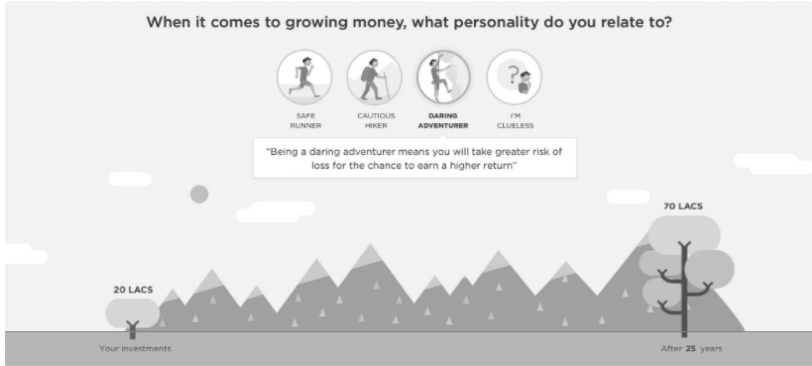 When it comes to growing money, what personality do you relate to?
?
SAFE
RUNNER
CAUTIOUS
HIKER
DARING
ADVENTURER
I'M
CLUELESS
"Being a daring adventurer means you will take greater risk of
loss for the chance to earn a higher return"
70 LACS
20 LACS
Your investments
After 25 years